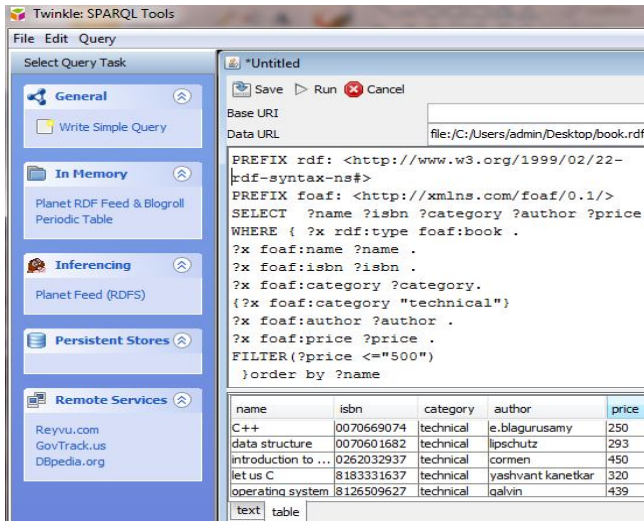 Twinkle: SPARQL Tools
File Edit Query
Select Query Task
General
Write Simple Query
In Memory
Planet RDF Feed & Blogroll
Periodic Table
Inferencing
Planet Feed (RDFS)
Persistent Stores
Remote Services
Reyvu.com
GovTrack.us
DBpedia.org
*Untitled
Save Run Cancel
Base URI
Data URL file:/C:/Users/admin/Desktop/book.rdf
PREFIX rdf: <http://www.w3.org/1999/02/22-
rdf-syntax-ns#>
PREFIX foaf: <http://xmlns.com/foaf/0.1/>
SELECT ?name ?isbn ?category ?author ?price
WHERE { ?x rdf:type foaf:book .
?x foaf:name ?name .
?x foaf:isbn ?isbn .
?x foaf:category ?category.
{?x foaf:category "technical"}
?x foaf:author ?author .
?x foaf:price ?price .
FILTER(?price <="500")
}order by ?name
name isbn category author price
C++ 0070669074 technical e.blagurusamy 250
data structure 0070601682 technical lipschutz 293
introduction to ... 0262032937 technical cormen 450
let us C 8183331637 technical yashvant kanetkar 320
operating system 8126509627 technical galvin 439
text table